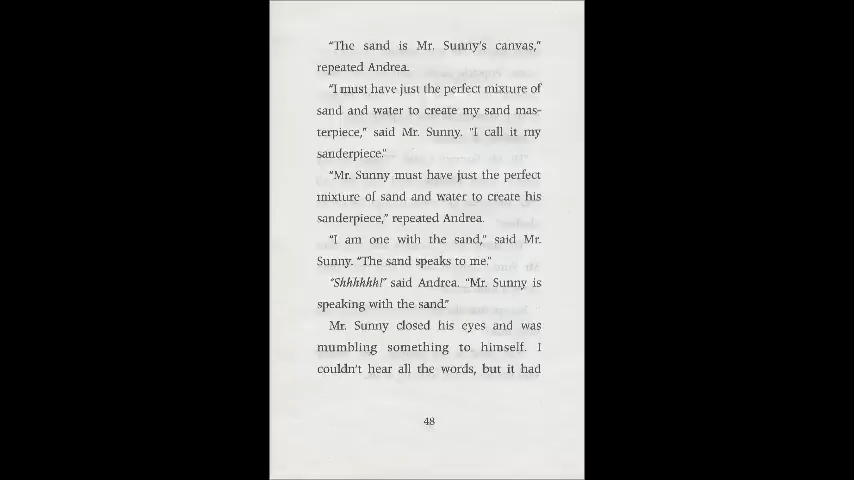 "The sand is Mr. Sunny's canvas,"
repeated Andrea.
"I must have just the perfect mixture of
sand and water to create my sand mas-
terpiece," said Mr. Sunny. "I call it my
sanderpiece."
"Mr. Sunny must have just the perfect
mixture of sand and water to create his
sanderpiece," repeated Andrea.
"I am one with the sand," said Mr.
Sunny. "The sand speaks to me."
"Shhhhhh!" said Andrea. "Mr. Sunny is
speaking with the sand."
Mr. Sunny closed his eyes and was
mumbling something to himself. I
couldn't hear all the words, but it had
48